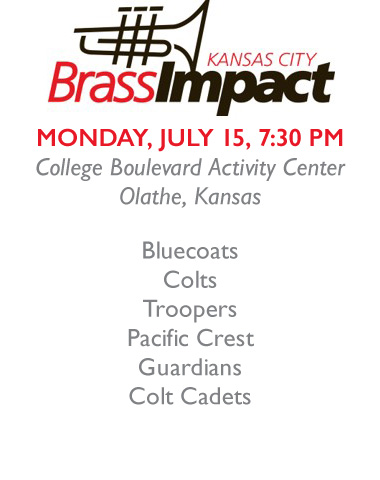 KANSAS CITY
BrassImpact
MONDAY, JULY 15, 7:30 PM
College Boulevard Activity Center
Olathe, Kansas
Bluecoats
Colts
Troopers
Pacific Crest
Guardians
Colt Cadets